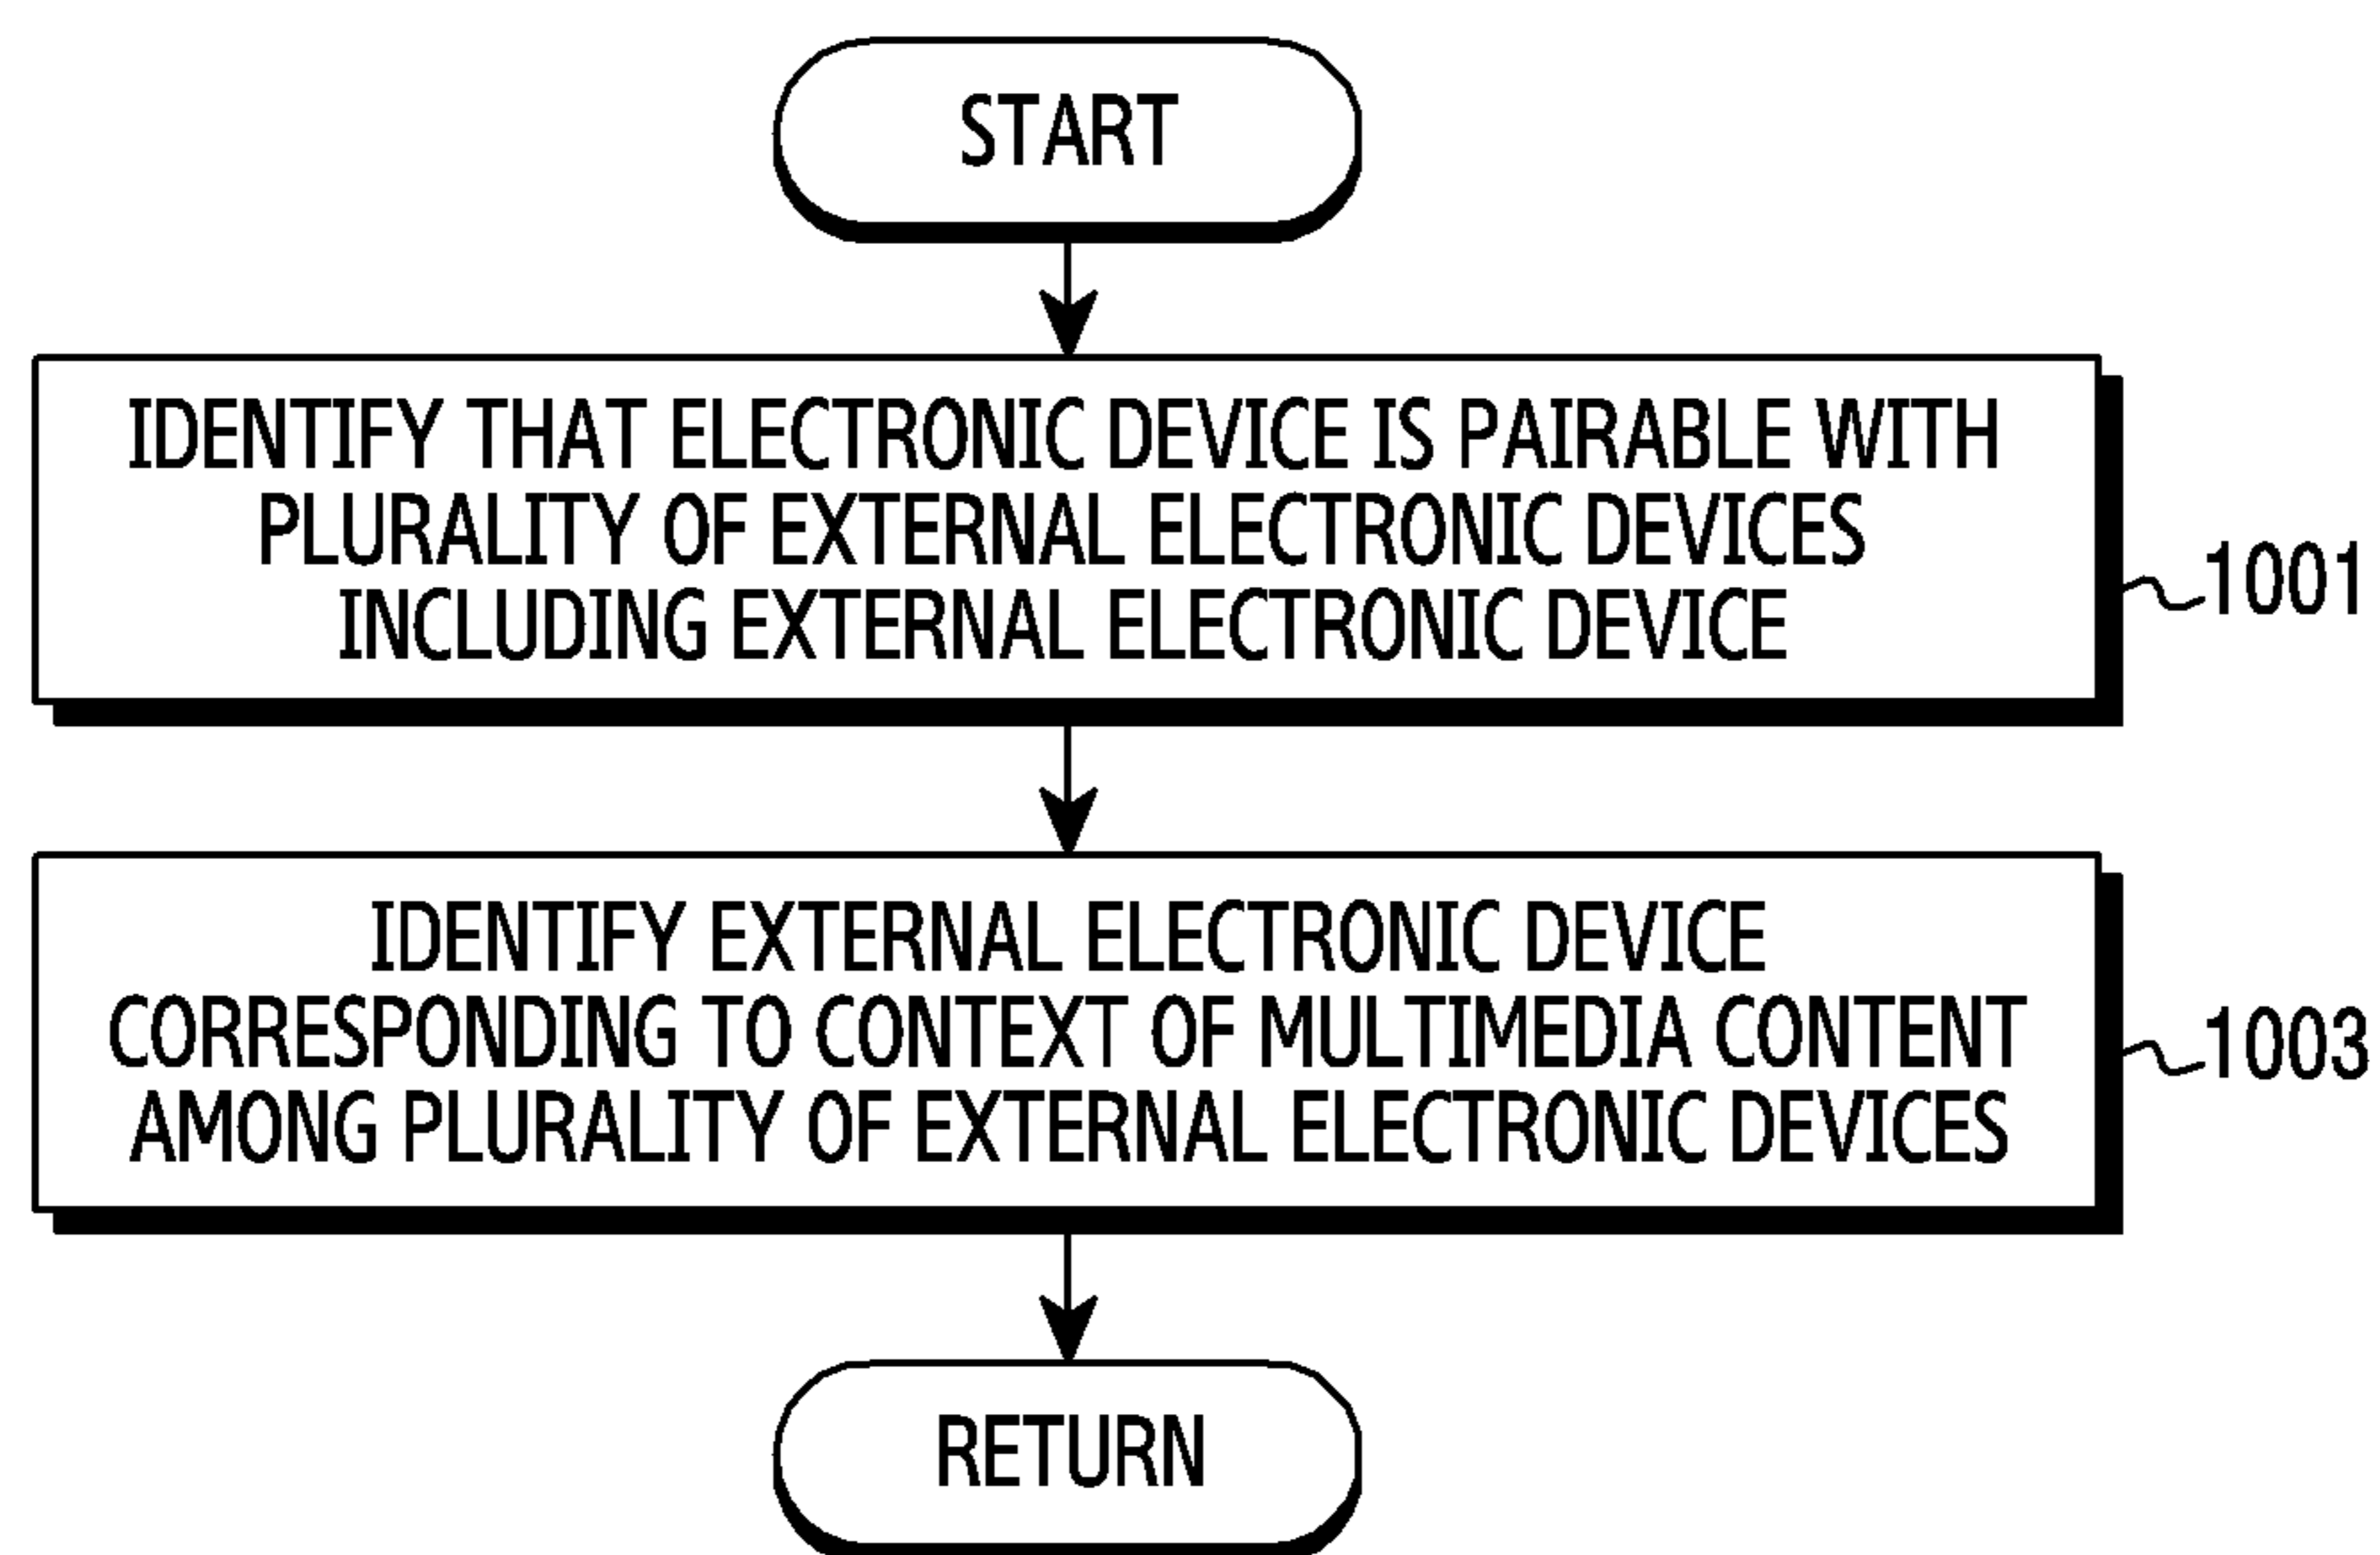 START
IDENTIFY THAT ELECTRONIC DEVICE IS PAIRABLE WITH
PLURALITY OF EXTERNAL ELECTRONIC DEVICES
INCLUDING EXTERNAL ELECTRONIC DEVICE
1001
IDENTIFY EXTERNAL ELECTRONIC DEVICE
CORRESPONDING TO CONTEXT OF MULTIMEDIA CONTENT
AMONG PLURALITY OF EXTERNAL ELECTRONIC DEVICES
1003
RETURN